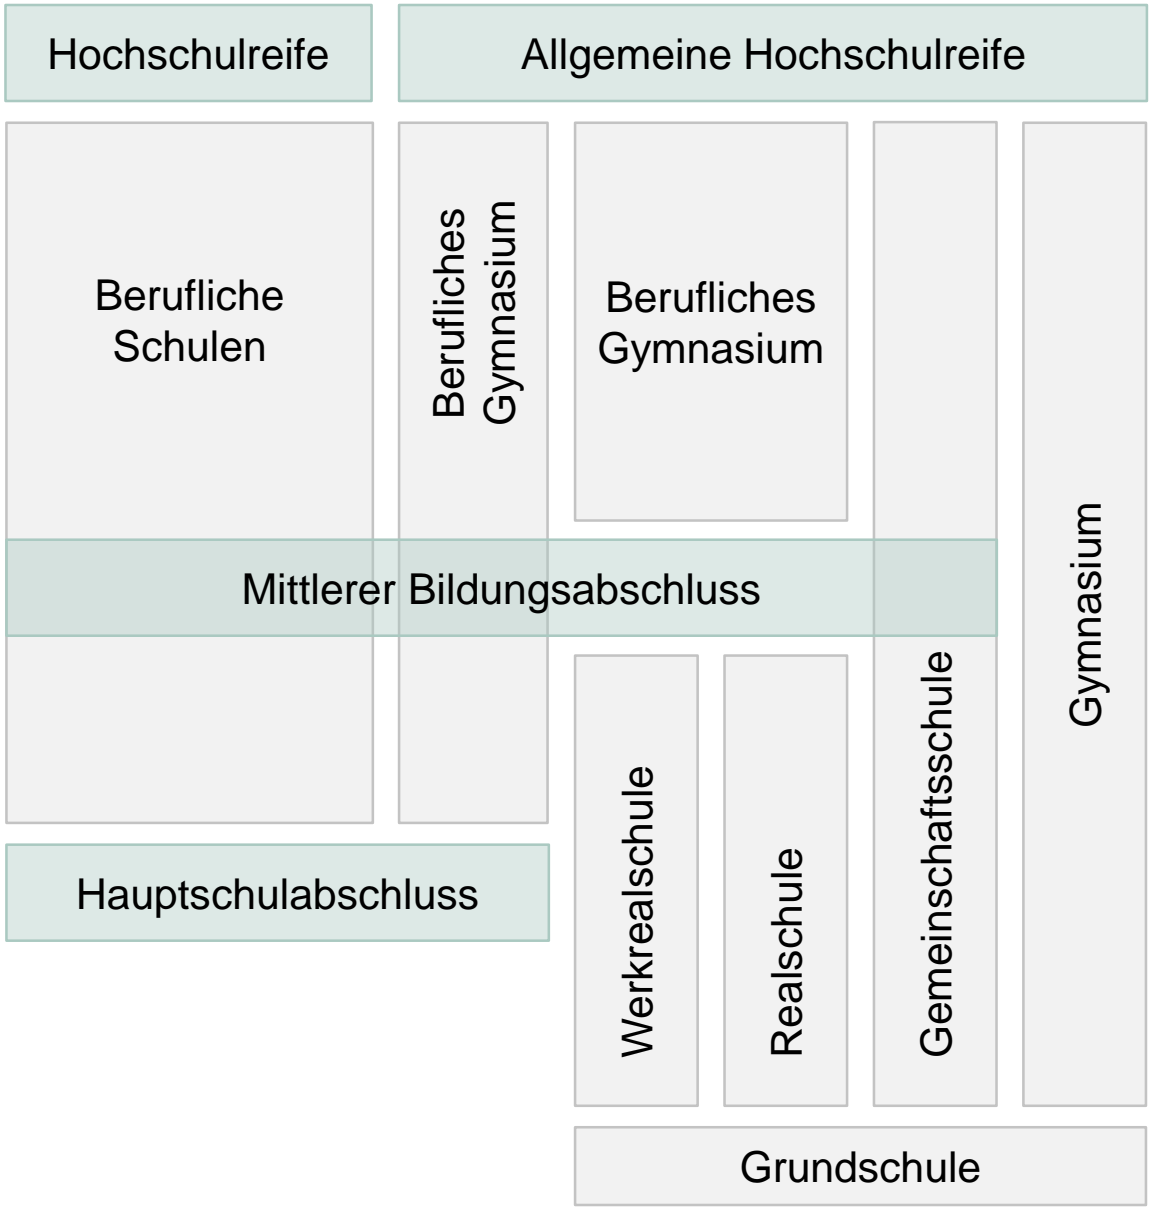 Hochschulreife
Allgemeine Hochschulreife
Berufliche
Schulen
Berufliches
Gymnasium
Berufliches
Gymnasium
Gymnasium
Mittlerer Bildungsabschluss
Werkrealschule
Realschule
Gemeinschaftsschule
Hauptschulabschluss
Grundschule